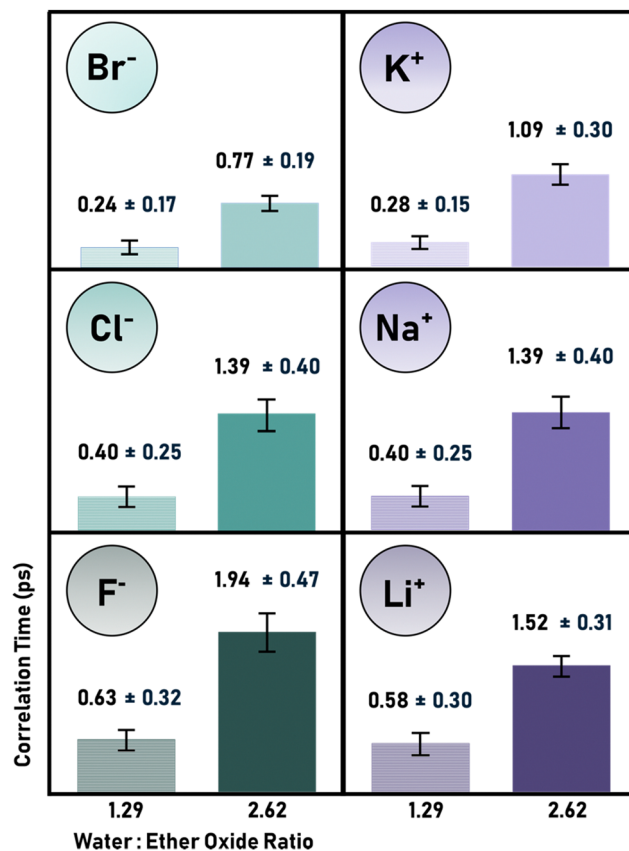 Br⁻
0.24 ± 0.17
0.77 ± 0.19
K⁺
0.28 ± 0.15
1.09 ± 0.30
Cl⁻
0.40 ± 0.25
1.39 ± 0.40
Na⁺
0.40 ± 0.25
1.39 ± 0.40
F⁻
0.63 ± 0.32
1.94 ± 0.47
Li⁺
0.58 ± 0.30
1.52 ± 0.31
Correlation Time (ps)
1.29 2.62 1.29 2.62
Water : Ether Oxide Ratio